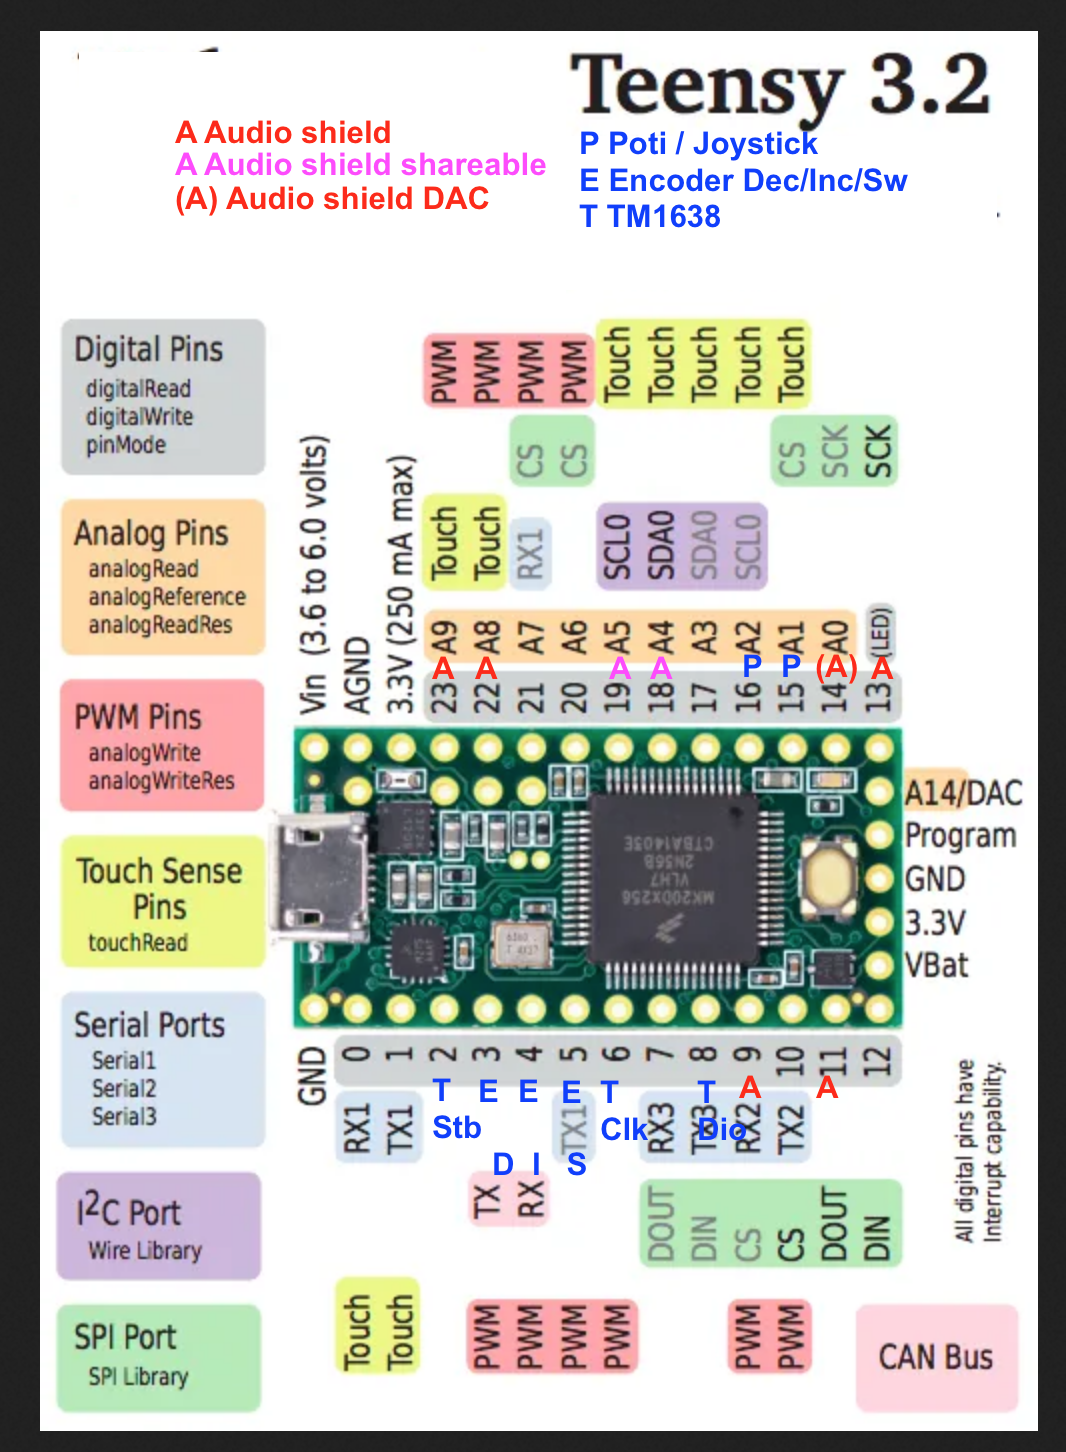 Teensy 3.2
A Audio shield
A Audio shield shareable
(A) Audio shield DAC
P Poti / Joystick
E Encoder Dec/Inc/Sw
T TM1638
Digital Pins
digitalRead
digitalWrite
pinMode
Analog Pins
analogRead
analogReference
analogReadRes
PWM Pins
analogWrite
analogWriteRes
Touch Sense
Pins
touchRead
Serial Ports
Serial1
Serial2
Serial3
I2C Port
Wire Library
SPI Port
SPI Library
Vin (3.6 to 6.0 volts)
AGND
3.3V (250 mA max)
PWM PWM PWM PWM Touch Touch Touch Touch Touch
CS CS CS SCK SCK
Touch Touch RX1 SCL0 SDA0 SDA0 SCL0
A9 A8 A7 A6 A5 A4 A3 A2 A1 A0 (LED)
A A A A P P (A) A
23 22 21 20 19 18 17 16 15 14 13
A14/DAC
Program
GND
3.3V
VBat
CTBA1405E
2N56B
VLH7
MK20DX256
GND 0 1 2 3 4 5 6 7 8 9 10 11 12
T E E E T T A A
RX1 TX1 Stb TX1 Clk RX3 TX3 Dio RX2 TX2
D I S
TX RX
DOUT DIN CS CS DOUT DIN
Touch Touch PWM PWM PWM PWM PWM PWM
All digital pins have
Interrupt capability.
CAN Bus